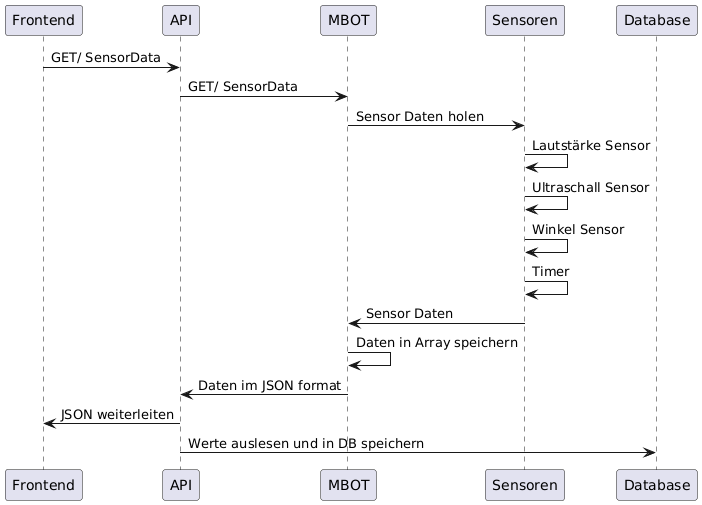 Frontend API MBOT Sensoren Database
GET/ SensorData
GET/ SensorData
Sensor Daten holen
Lautstärke Sensor
Ultraschall Sensor
Winkel Sensor
Timer
Sensor Daten
Daten in Array speichern
Daten im JSON format
JSON weiterleiten
Werte auslesen und in DB speichern
Frontend API MBOT Sensoren Database